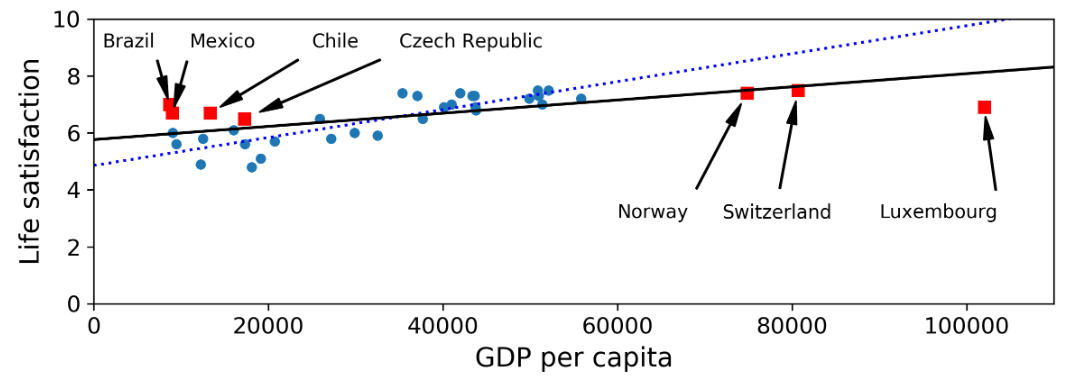 10
Brazil Mexico Chile Czech Republic
8
6
4
Norway Switzerland Luxembourg
2
0
0 20000 40000 60000 80000 100000
GDP per capita
Life satisfaction